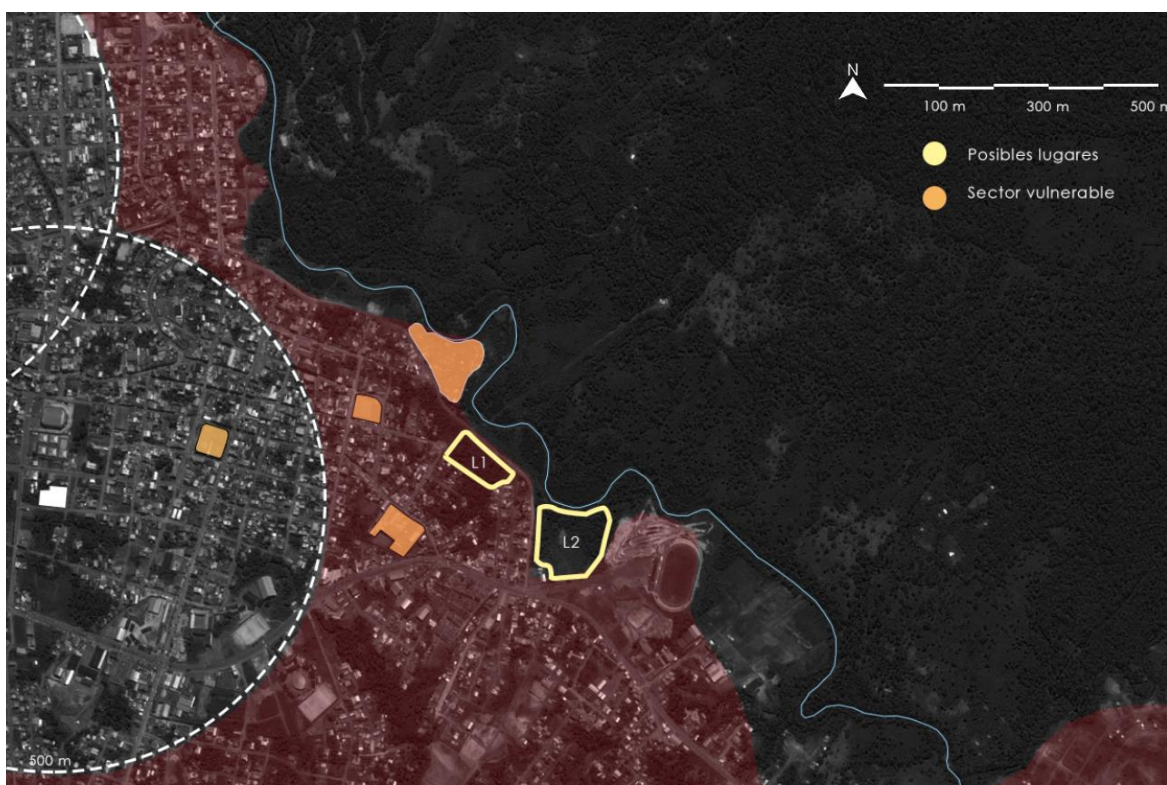 N
100 m 300 m 500 m
Posibles lugares
Sector vulnerable
L1
L2
500 m